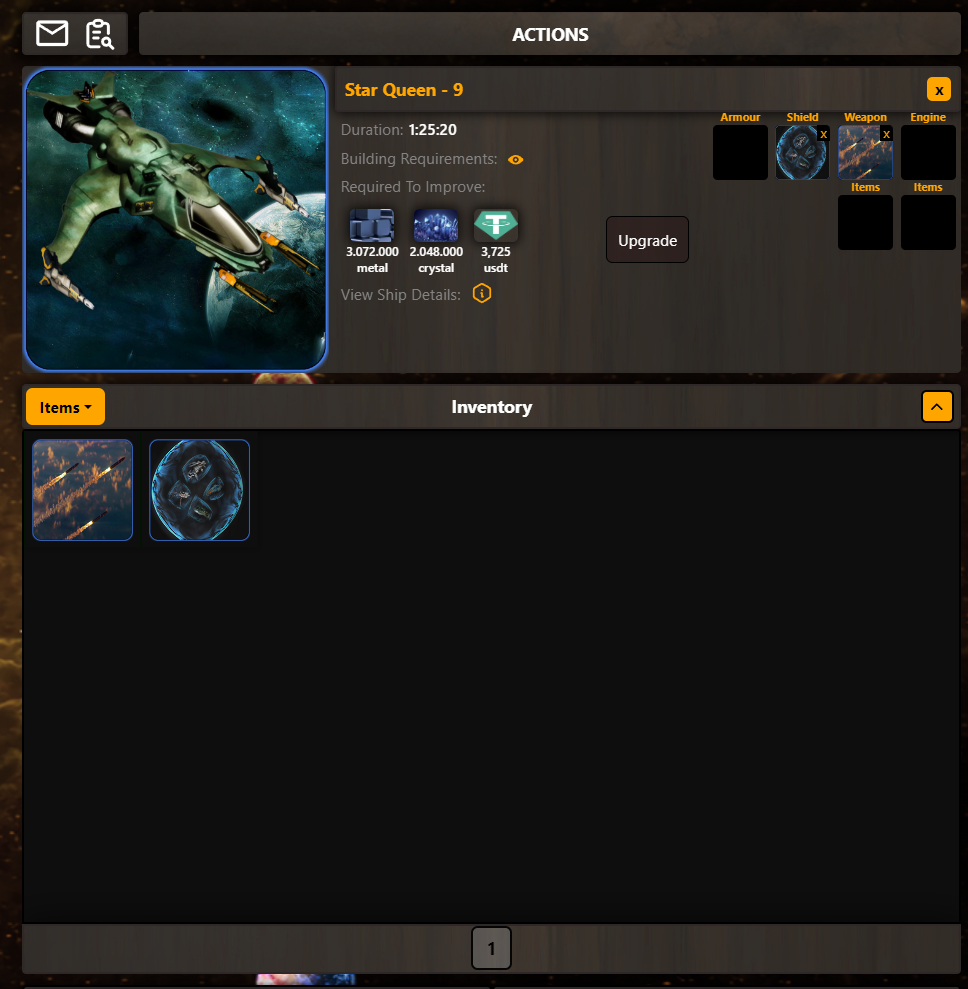 ACTIONS
Star Queen - 9
x
Duration: 1:25:20
Building Requirements:
Required To Improve:
3.072.000
metal
2.048.000
crystal
3,725
usdt
View Ship Details:
Upgrade
Armour
Shield
Weapon
Engine
x
x
Items
Items
Items
Inventory
1